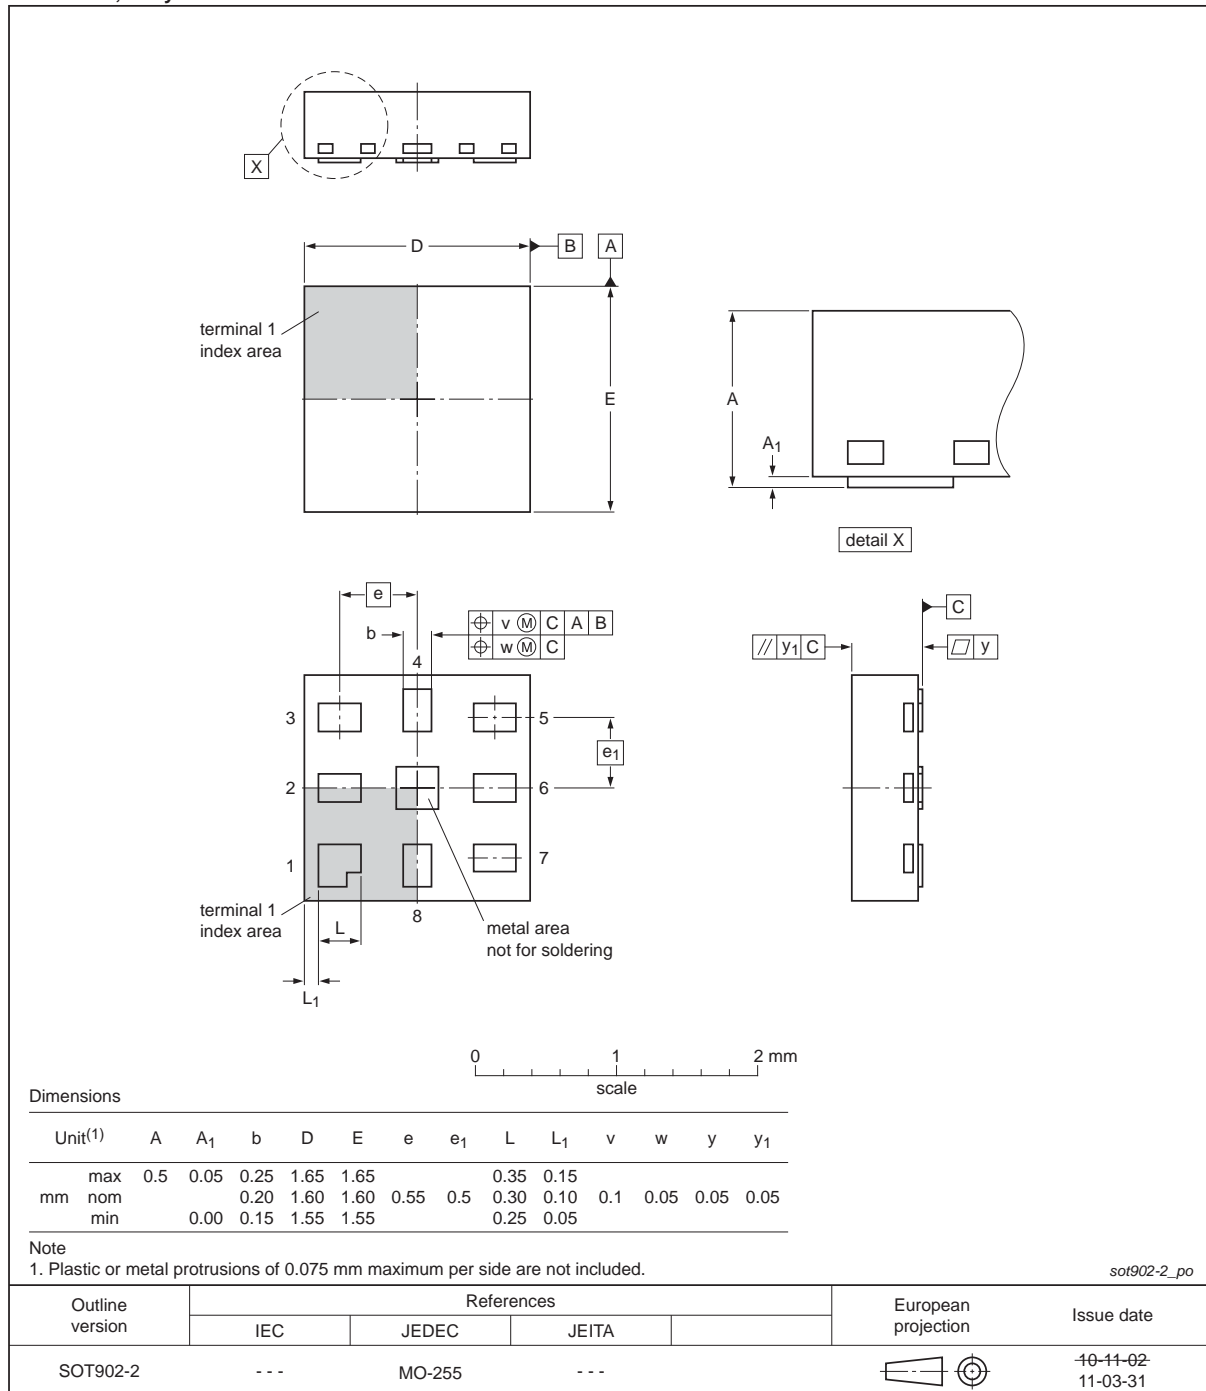 X
D
B
A
terminal 1
index area
E
A
A1
detail X
e
b
v M C A B
w M C
4
3
5
e1
2
6
1
7
terminal 1
index area
8
L
metal area
not for soldering
L1
y1 C
y
C
0 1 2 mm
scale
Dimensions
Unit(1) A A1 b D E e e1 L L1 v w y y1
max 0.5 0.05 0.25 1.65 1.65 0.35 0.15
mm nom 0.20 1.60 1.60 0.55 0.5 0.30 0.10 0.1 0.05 0.05 0.05
min 0.00 0.15 1.55 1.55 0.25 0.05
Note
1. Plastic or metal protrusions of 0.075 mm maximum per side are not included.
sot902-2_po
Outline
version
References
IEC JEDEC JEITA
European
projection
Issue date
SOT902-2 - - - MO-255 - - -
10-11-02
11-03-31